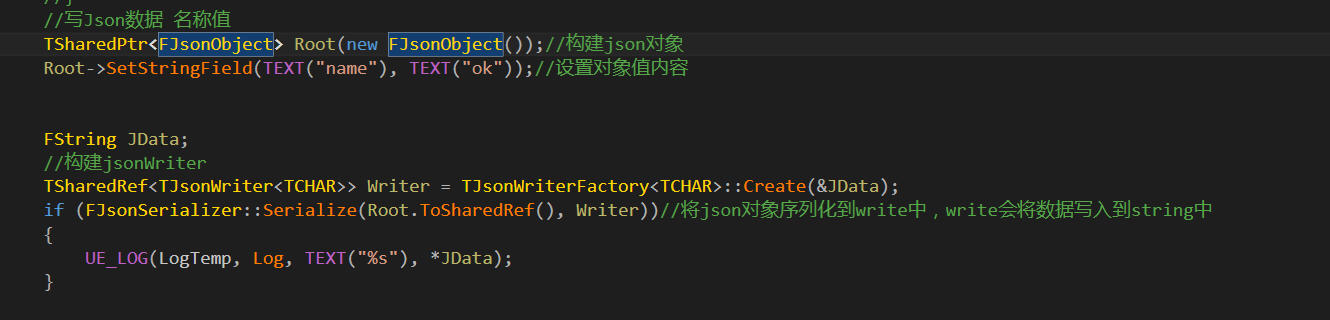 //写Json数据 名称值
TSharedPtr<FJsonObject> Root(new FJsonObject());//构建json对象
Root->SetStringField(TEXT("name"), TEXT("ok"));//设置对象值内容
FString JData;
//构建jsonWriter
TSharedRef<TJsonWriter<TCHAR>> Writer = TJsonWriterFactory<TCHAR>::Create(&JData);
if (FJsonSerializer::Serialize(Root.ToSharedRef(), Writer))//将json对象序列化到write中，write会将数据写入到string中
{
UE_LOG(LogTemp, Log, TEXT("%s"), *JData);
}